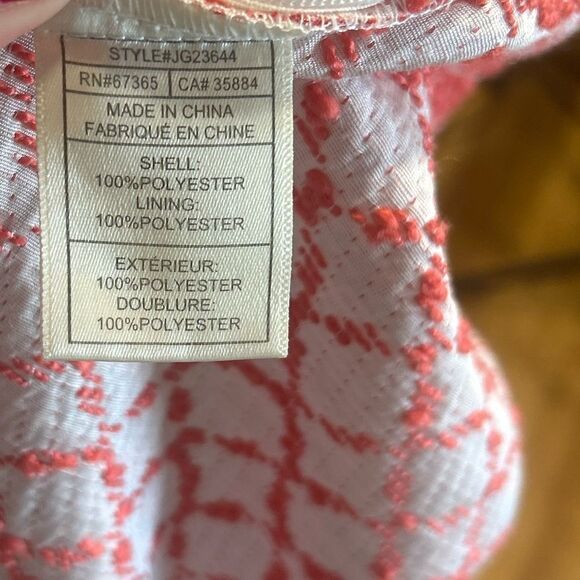 STYLE#JG23644
RN#67365 CA# 35884
MADE IN CHINA
FABRIQUÉ EN CHINE
SHELL:
100%POLYESTER
LINING:
100%POLYESTER
EXTÉRIEUR:
100%POLYESTER
DOUBLURE:
100%POLYESTER